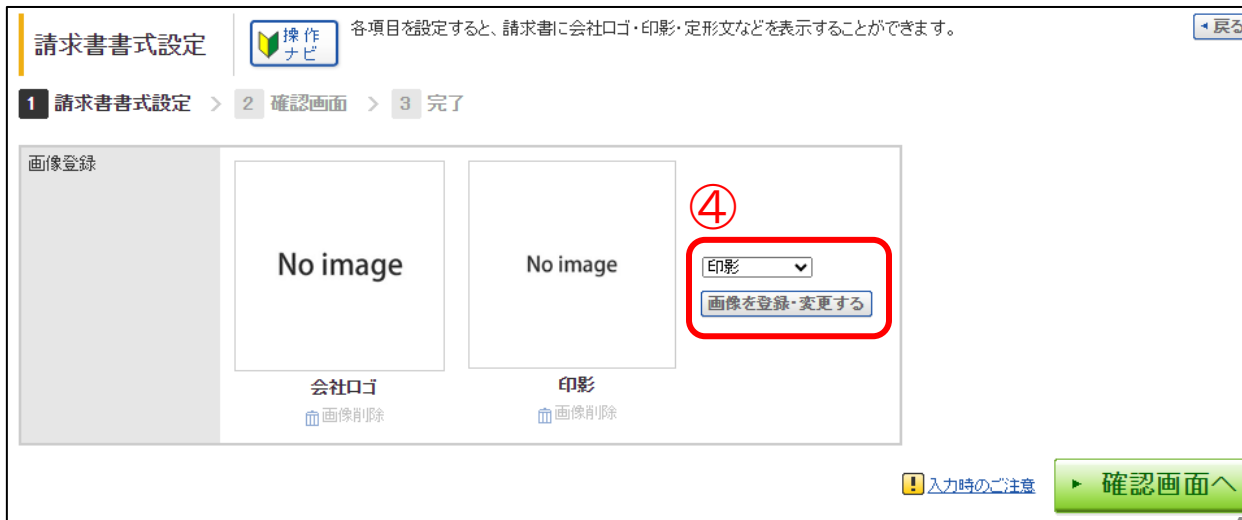 請求書書式設定
操作
ナビ
各項目を設定すると、請求書に会社ロゴ・印影・定形文などを表示することができます。
戻る
1 請求書書式設定 > 2 確認画面 > 3 完了
画像登録
No image
No image
④
印影
画像を登録・変更する
会社ロゴ
印影
画像削除
画像削除
入力時のご注意
確認画面へ